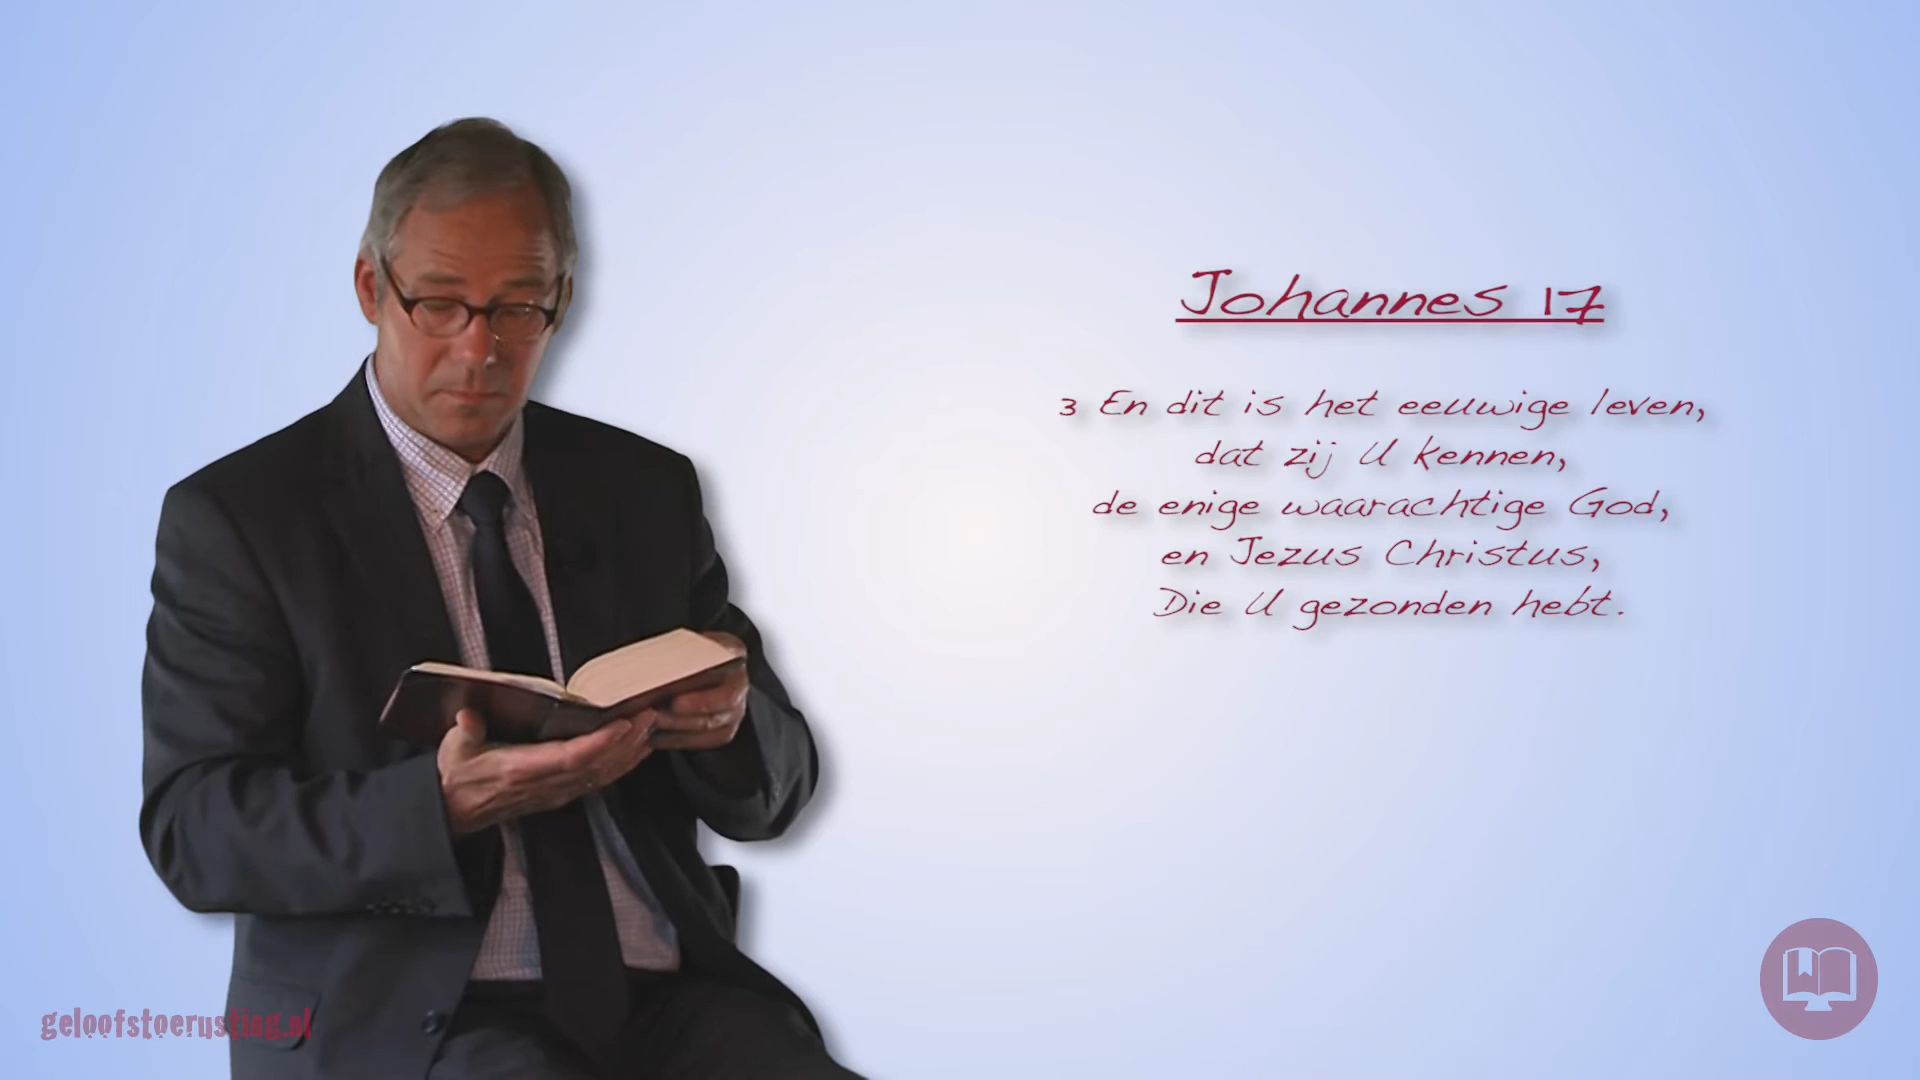 Johannes 17
3 En dit is het eeuwige leven,
dat zij U kennen,
de enige waarachtige God,
en Jezus Christus,
Die U gezonden hebt.
geloofstoerusting.nl